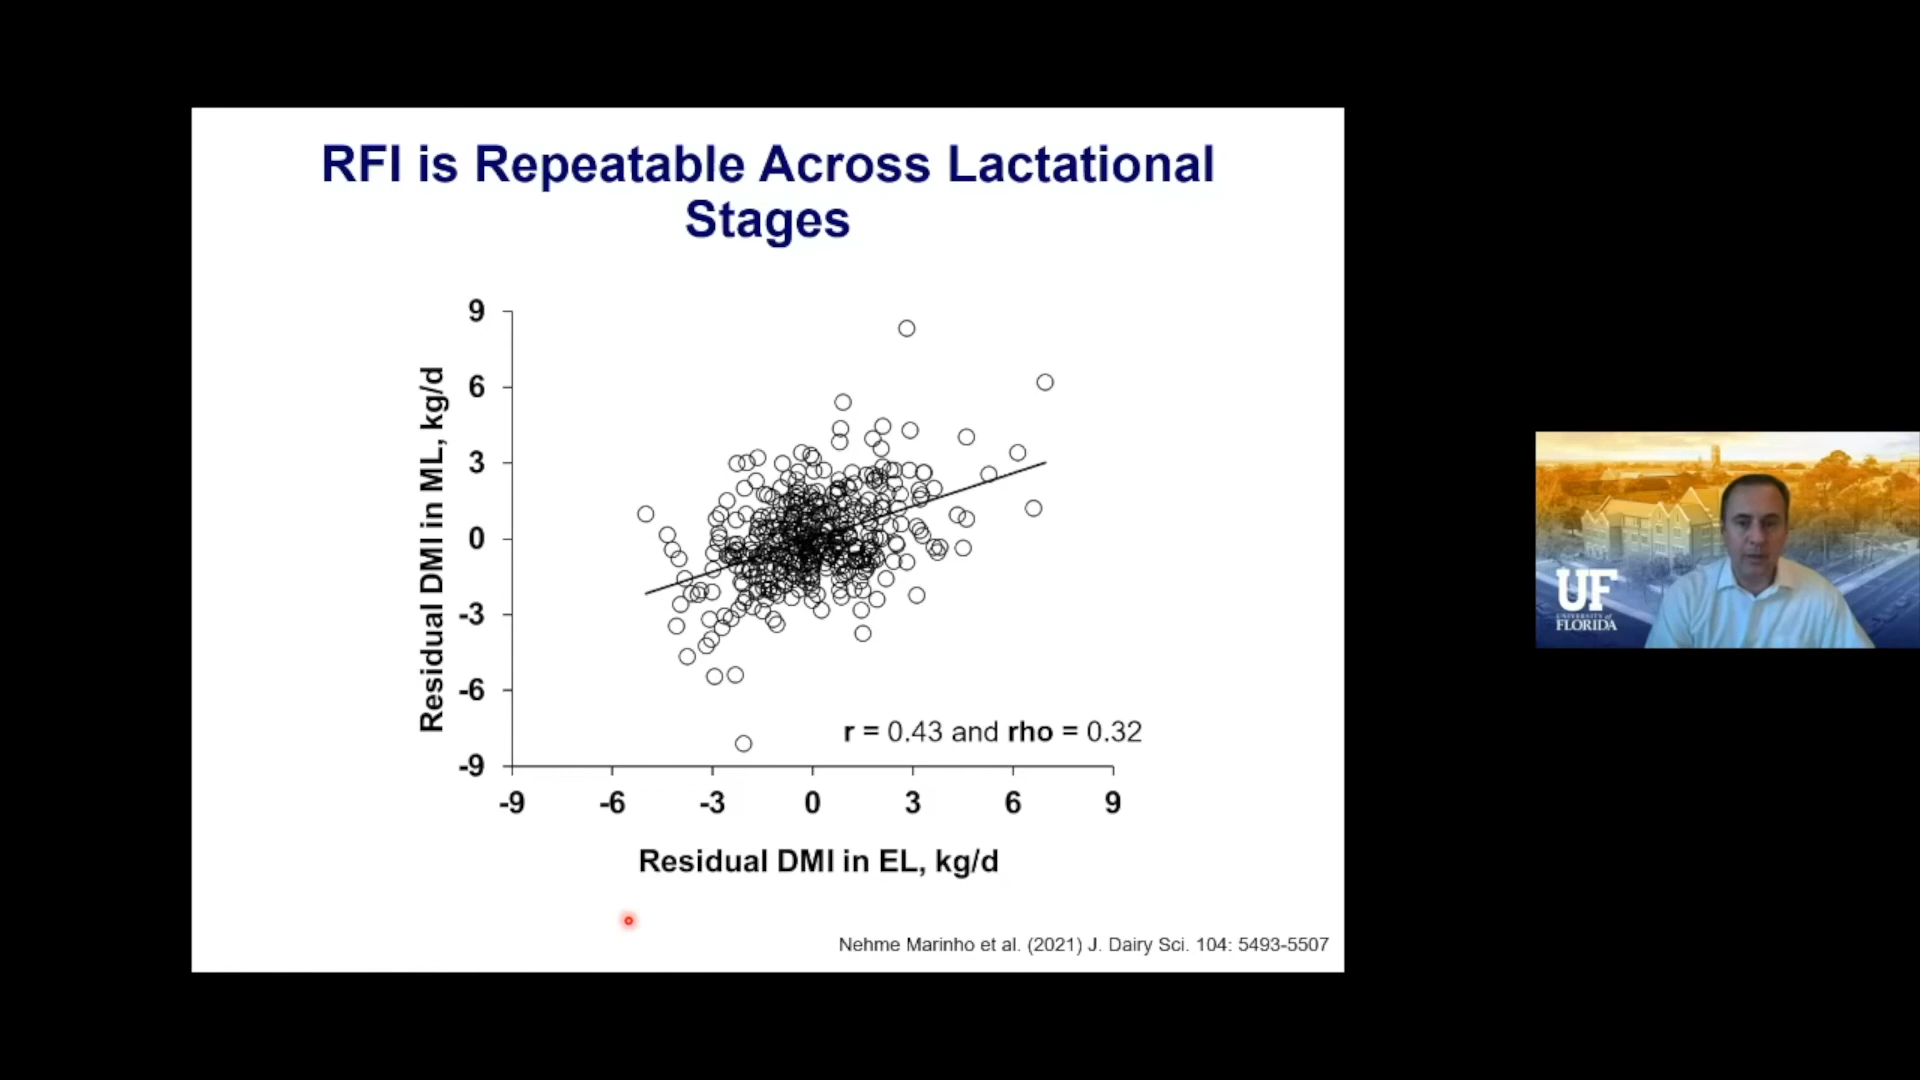 RFI is Repeatable Across Lactational
Stages
9
6
3
0
-3
-6
-9
Residual DMI in ML, kg/d
r = 0.43 and rho = 0.32
-9 -6 -3 0 3 6 9
Residual DMI in EL, kg/d
Nehme Marinho et al. (2021) J. Dairy Sci. 104: 5493-5507
UF
UNIVERSITY of
FLORIDA